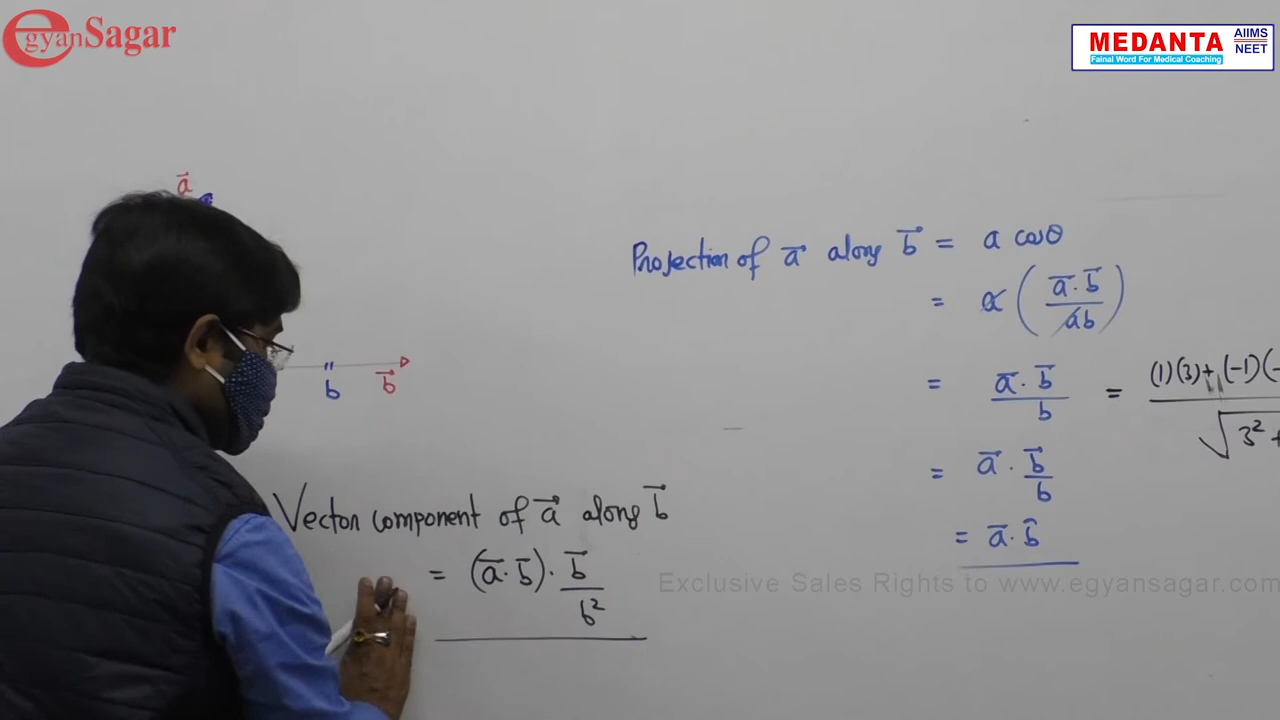 egyanSagar
MEDANTA AIIMS NEET
Fainal Word For Medical Coaching
a⃗
b b⃗
Projection of a⃗ along b⃗ = a cosθ
= a ( a⃗ · b⃗ / ab )
= a⃗ · b⃗ / b = (1)(3)+(-1)(- / √3² +
= a⃗ · b⃗ / b
= a⃗ · b̂
Vector component of a⃗ along b⃗
= (a⃗ · b⃗) · b⃗ / b²
Exclusive Sales Rights to www.egyansagar.com